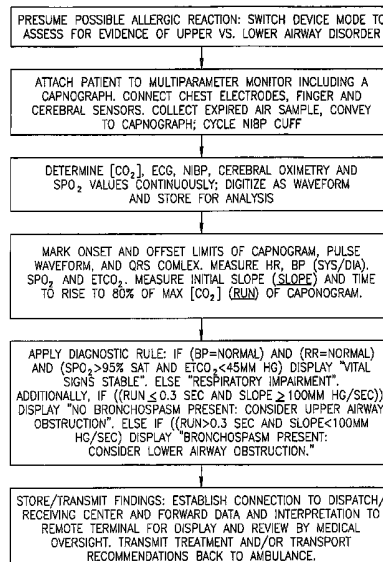 PRESUME POSSIBLE ALLERGIC REACTION: SWITCH DEVICE MODE TO
ASSESS FOR EVIDENCE OF UPPER VS. LOWER AIRWAY DISORDER
ATTACH PATIENT TO MULTIPARAMETER MONITOR INCLUDING A
CAPNOGRAPH. CONNECT CHEST ELECTRODES, FINGER AND
CEREBRAL SENSORS. COLLECT EXPIRED AIR SAMPLE, CONVEY
TO CAPNOGRAPH; CYCLE NIBP CUFF
DETERMINE [CO₂], ECG, NIBP, CEREBRAL OXIMETRY AND
SPO₂ VALUES CONTINUOUSLY; DIGITIZE AS WAVEFORM
AND STORE FOR ANALYSIS
MARK ONSET AND OFFSET LIMITS OF CAPNOGRAM, PULSE
WAVEFORM, AND QRS COMLEX. MEASURE HR, BP (SYS/DIA),
SPO₂ AND ETCO₂. MEASURE INITIAL SLOPE (SLOPE) AND TIME
TO RISE TO 80% OF MAX [CO₂] (RUN) OF CAPONOGRAM.
APPLY DIAGNOSTIC RULE: IF (BP=NORMAL) AND (RR=NORMAL)
AND (SPO₂>95% SAT AND ETCO₂<45MM HG) DISPLAY "VITAL
SIGNS STABLE". ELSE "RESPIRATORY IMPAIRMENT".
ADDITIONALLY, IF ((RUN ≤ 0.3 SEC AND SLOPE ≥ 100MM HG/SEC))
DISPLAY "NO BRONCHOSPASM PRESENT: CONSIDER UPPER AIRWAY
OBSTRUCTION". ELSE IF ((RUN>0.3 SEC AND SLOPE<100MM
HG/SEC) DISPLAY "BRONCHOSPASM PRESENT:
CONSIDER LOWER AIRWAY OBSTRUCTION."
STORE/TRANSMIT FINDINGS: ESTABLISH CONNECTION TO DISPATCH/
RECEIVING CENTER AND FORWARD DATA AND INTERPRETATION TO
REMOTE TERMINAL FOR DISPLAY AND REVIEW BY MEDICAL
OVERSIGHT. TRANSMIT TREATMENT AND/OR TRANSPORT
RECOMMENDATIONS BACK TO AMBULANCE.